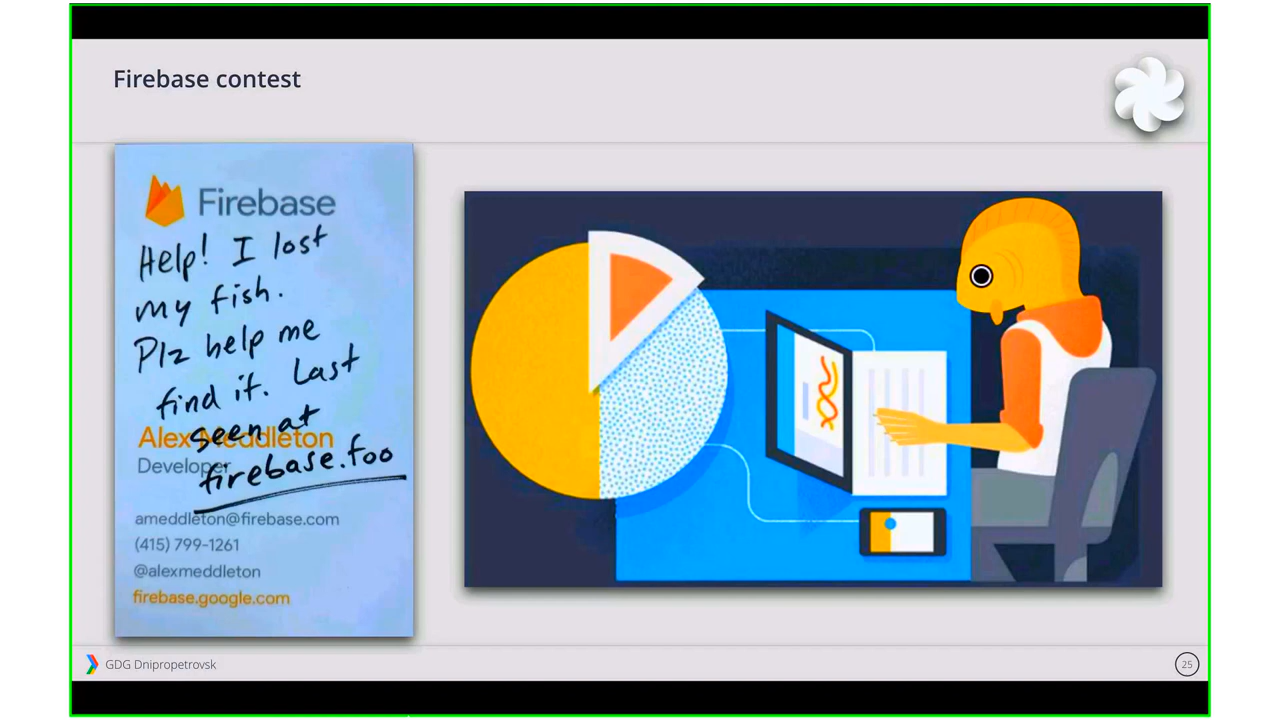 Firebase contest
Firebase
Help! I lost
my fish.
Plz help me
find it. Last
seen at
Alex Meddleton
Developer
firebase.foo
ameddleton@firebase.com
(415) 799-1261
@alexmeddleton
firebase.google.com
GDG Dnipropetrovsk
25